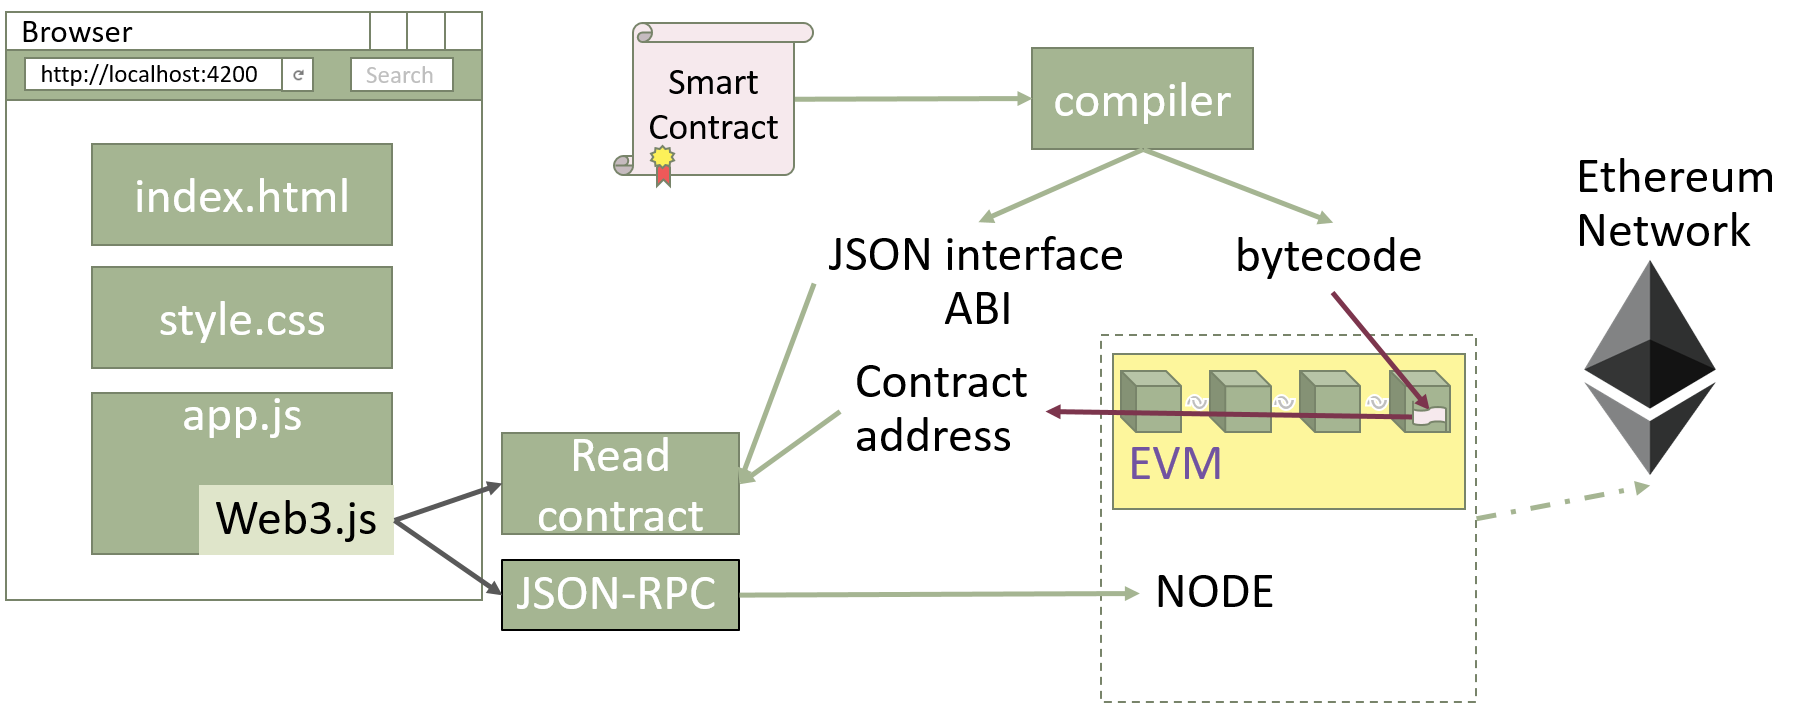 Browser
http://localhost:4200
Search
index.html
style.css
app.js
Web3.js
Smart
Contract
compiler
JSON interface
ABI
bytecode
Contract
address
Read
contract
JSON-RPC
EVM
NODE
Ethereum
Network